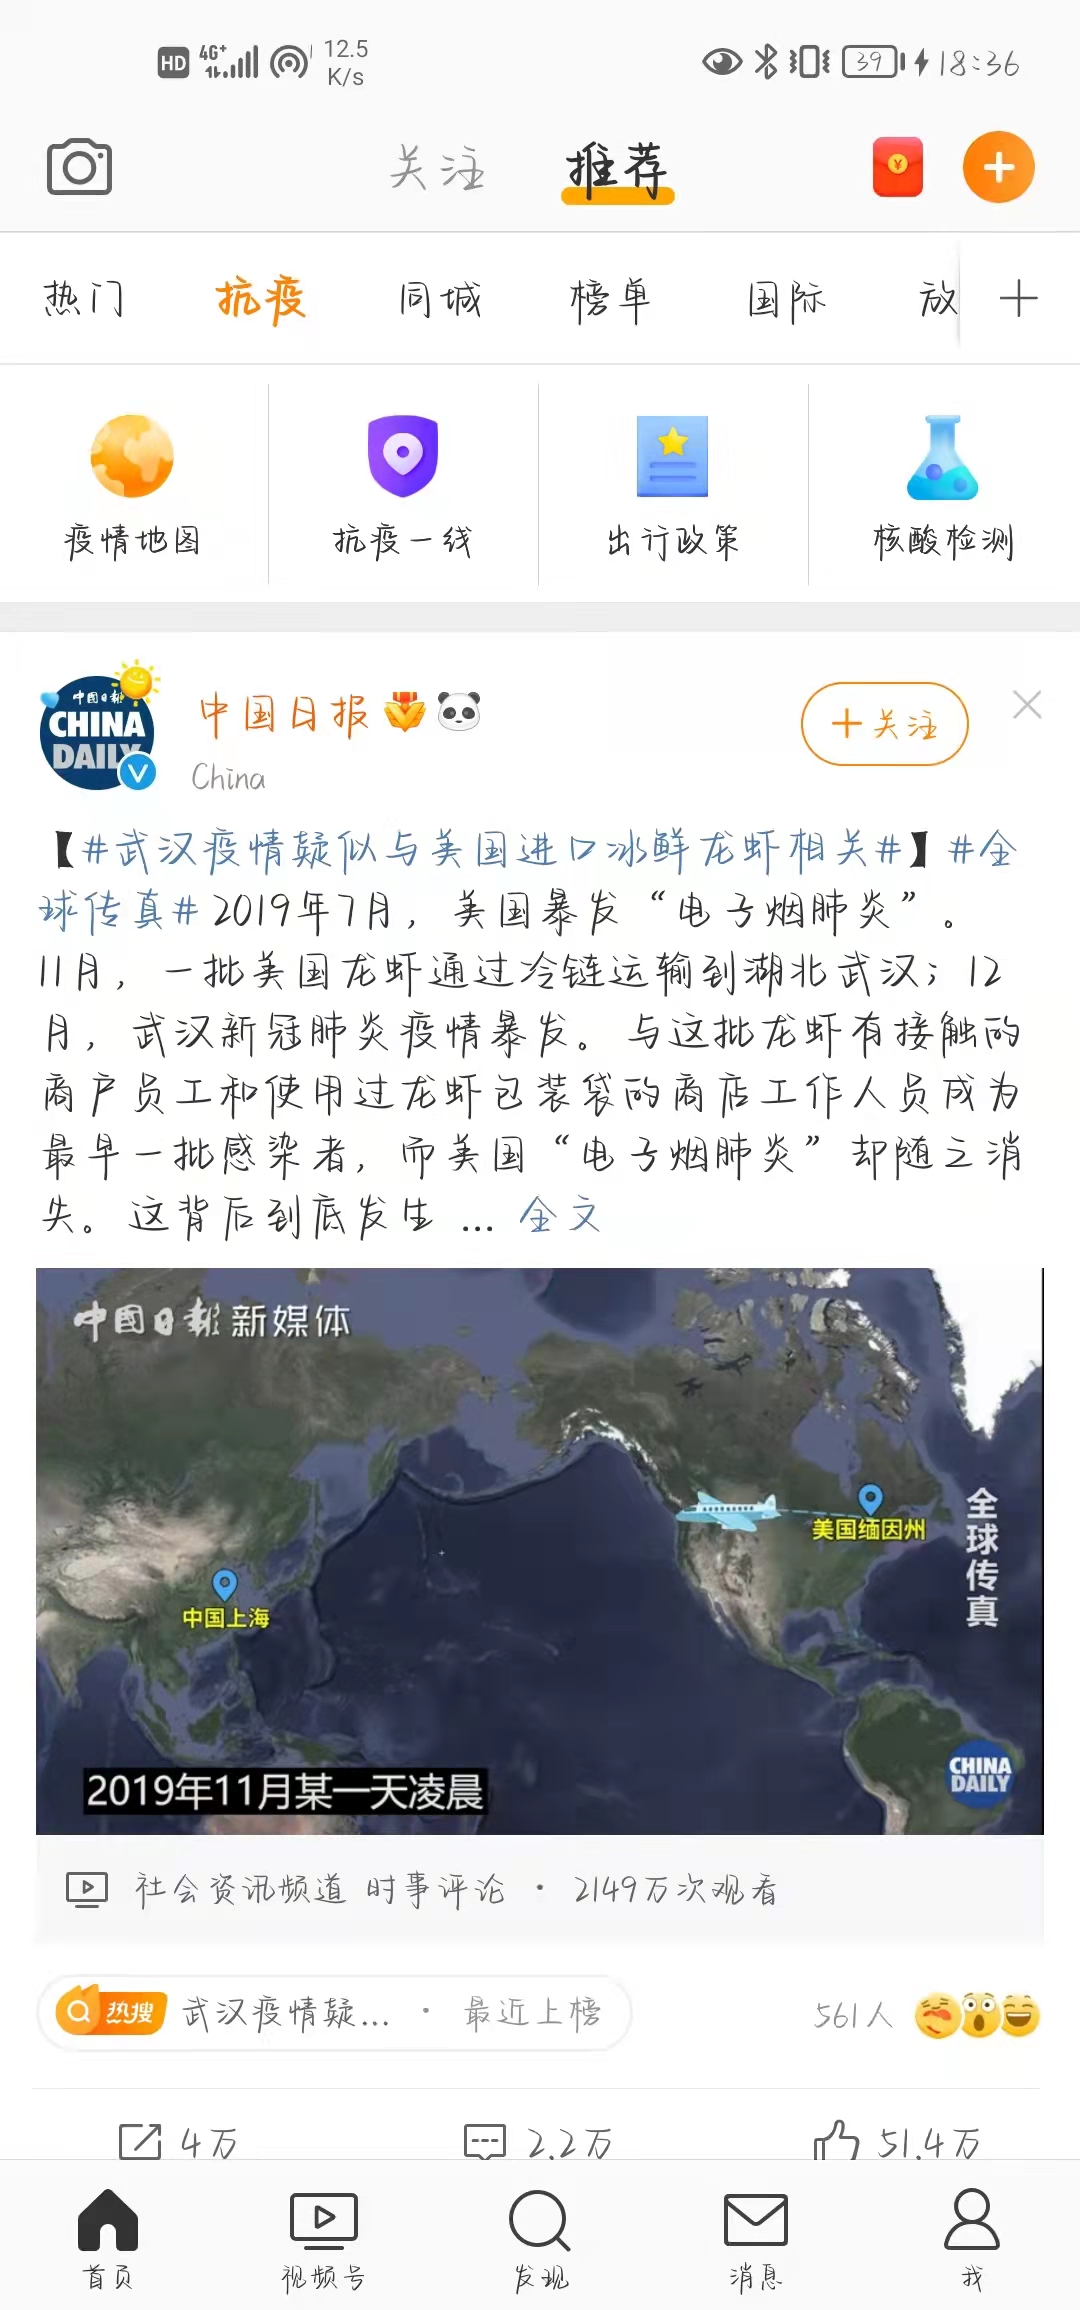 HD 4G+ 12.5 K/s 39 18:36
关注 推荐
热门 抗疫 同城 榜单 国际 放
疫情地图 抗疫一线 出行政策 核酸检测
中国日报
CHINA DAILY
中国日报 +关注
China
【#武汉疫情疑似与美国进口冰鲜龙虾相关#】#全
球传真# 2019年7月，美国暴发“电子烟肺炎”。
11月，一批美国龙虾通过冷链运输到湖北武汉；12
月，武汉新冠肺炎疫情暴发。与这批龙虾有接触的
商户员工和使用过龙虾包装袋的商店工作人员成为
最早一批感染者，而美国“电子烟肺炎”却随之消
失。这背后到底发生 ... 全文
中國日報 新媒体
美国缅因州
全球传真
中国上海
CHINA DAILY
2019年11月某一天凌晨
社会资讯频道 时事评论 · 2149万次观看
热搜 武汉疫情疑... · 最近上榜 561人
4万 2.2万 51.4万
首页 视频号 发现 消息 我